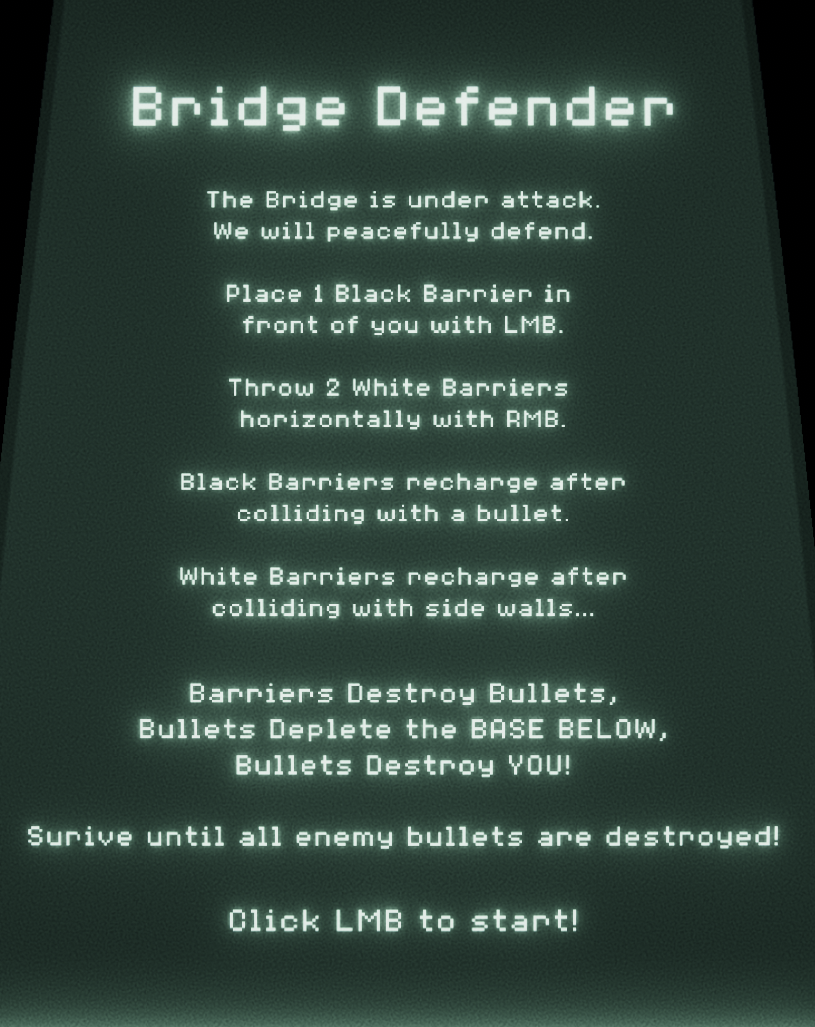 Bridge Defender
The Bridge is under attack.
We will peacefully defend.
Place 1 Black Barrier in
front of you with LMB.
Throw 2 White Barriers
horizontally with RMB.
Black Barriers recharge after
colliding with a bullet.
White Barriers recharge after
colliding with side walls...
Barriers Destroy Bullets,
Bullets Deplete the BASE BELOW,
Bullets Destroy YOU!
Surive until all enemy bullets are destroyed!
Click LMB to start!